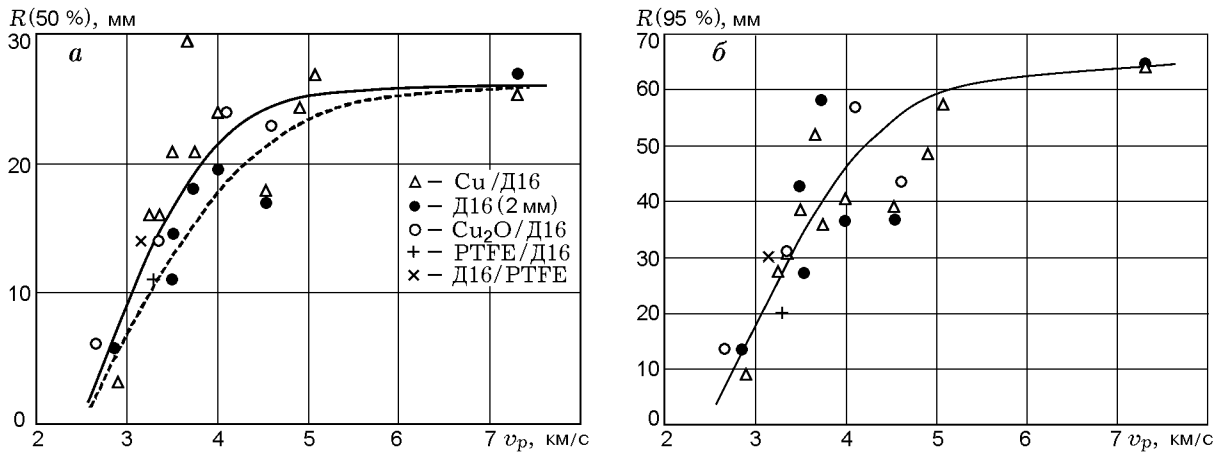 R(50 %), мм
30
20
10
0
2 3 4 5 6 7 vp, км/с
а
Cu/Д16
Д16 (2 мм)
Cu₂O/Д16
PTFE/Д16
Д16/PTFE
R(95 %), мм
70
60
50
40
30
20
10
0
2 3 4 5 6 7 vp, км/с
б